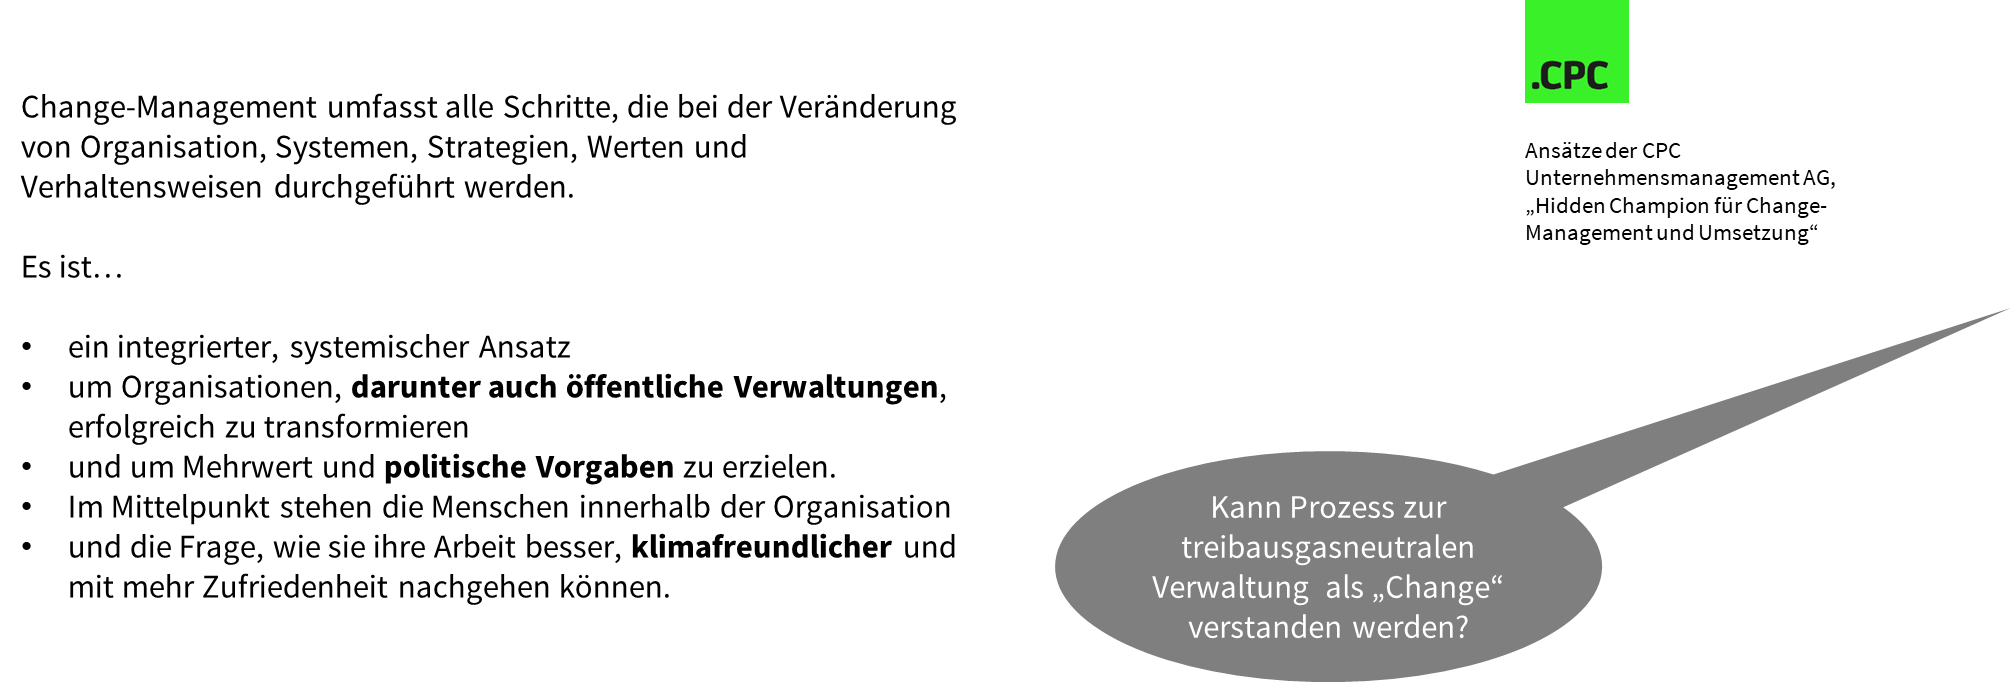 Change-Management umfasst alle Schritte, die bei der Veränderung
von Organisation, Systemen, Strategien, Werten und
Verhaltensweisen durchgeführt werden.
Es ist…
• ein integrierter, systemischer Ansatz
• um Organisationen, darunter auch öffentliche Verwaltungen,
erfolgreich zu transformieren
• und um Mehrwert und politische Vorgaben zu erzielen.
• Im Mittelpunkt stehen die Menschen innerhalb der Organisation
• und die Frage, wie sie ihre Arbeit besser, klimafreundlicher und
mit mehr Zufriedenheit nachgehen können.
.CPC
Ansätze der CPC
Unternehmensmanagement AG,
„Hidden Champion für Change-
Management und Umsetzung“
Kann Prozess zur
treibausgasneutralen
Verwaltung als „Change“
verstanden werden?